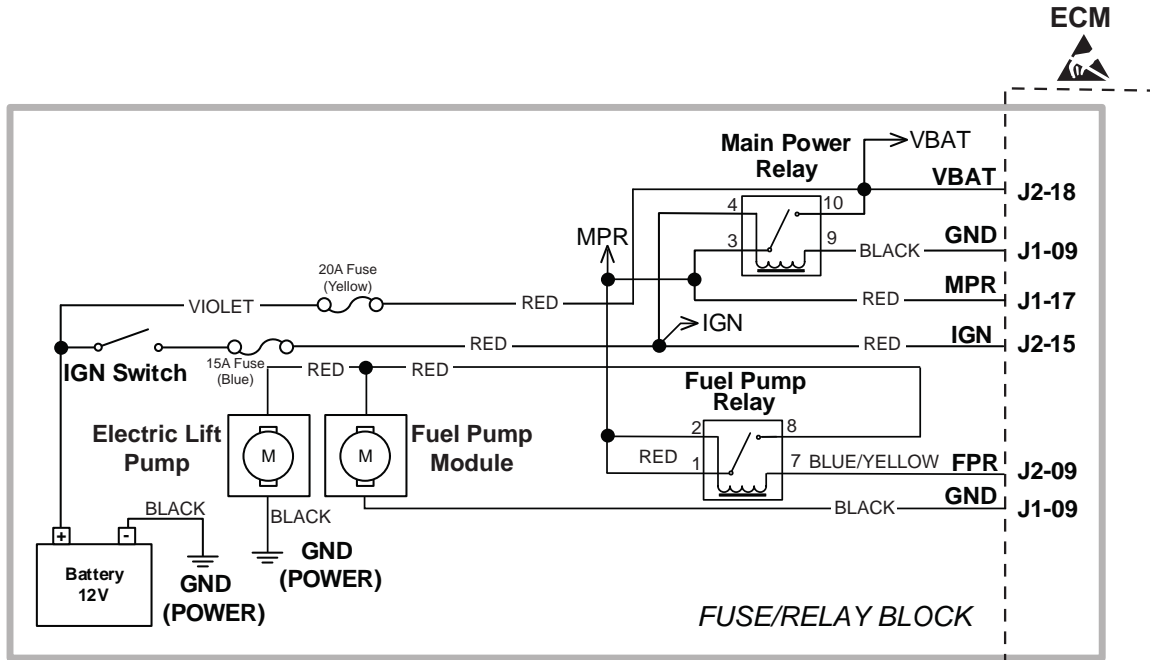 ECM
Main Power
Relay
VBAT
VBAT
J2-18
4
10
MPR
3
9
BLACK
GND
J1-09
20A Fuse
(Yellow)
VIOLET
RED
RED
MPR
J1-17
IGN
RED
RED
IGN
J2-15
IGN Switch
15A Fuse
(Blue)
RED
RED
Fuel Pump
Relay
Electric Lift
Pump
M
M
Fuel Pump
Module
2
8
RED
1
7
BLUE/YELLOW
FPR
J2-09
BLACK
GND
J1-09
BLACK
BLACK
+
-
Battery
12V
GND
(POWER)
GND
(POWER)
FUSE/RELAY BLOCK